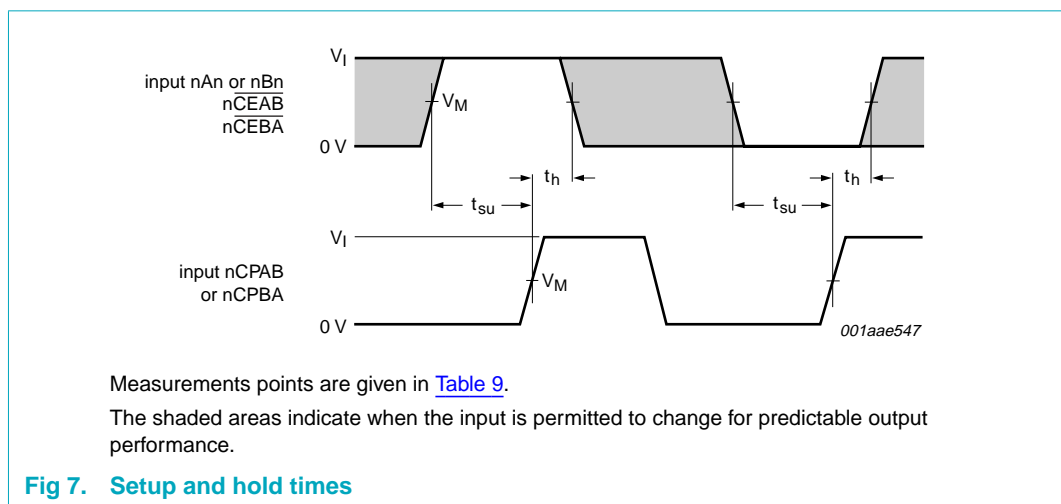 V_I
input nAn or nBn
nCEAB
nCEBA
V_M
0 V
t_h
t_h
t_su
t_su
V_I
input nCPAB
or nCPBA
V_M
0 V
001aae547
Measurements points are given in Table 9.
The shaded areas indicate when the input is permitted to change for predictable output
performance.
Fig 7. Setup and hold times